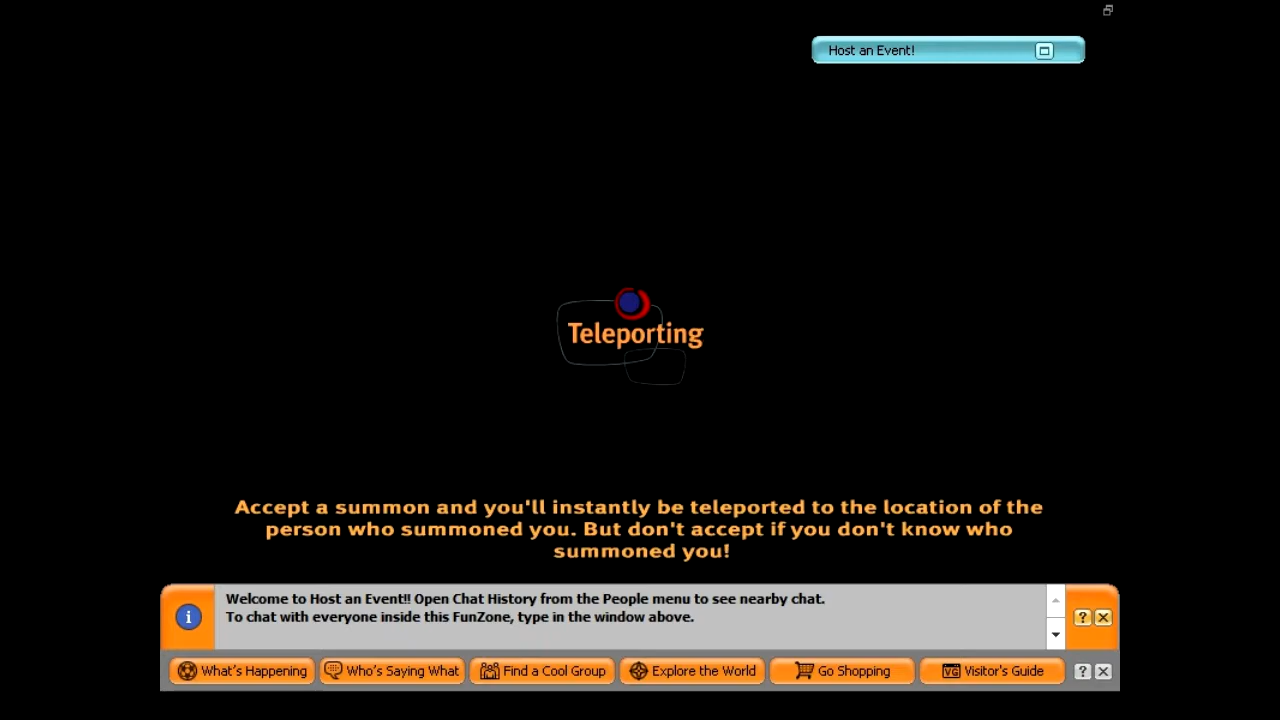 Host an Event!
Teleporting
Accept a summon and you'll instantly be teleported to the location of the
person who summoned you. But don't accept if you don't know who
summoned you!
Welcome to Host an Event!! Open Chat History from the People menu to see nearby chat.
To chat with everyone inside this FunZone, type in the window above.
i
? X
What's Happening
Who's Saying What
Find a Cool Group
Explore the World
Go Shopping
VG Visitor's Guide
? X